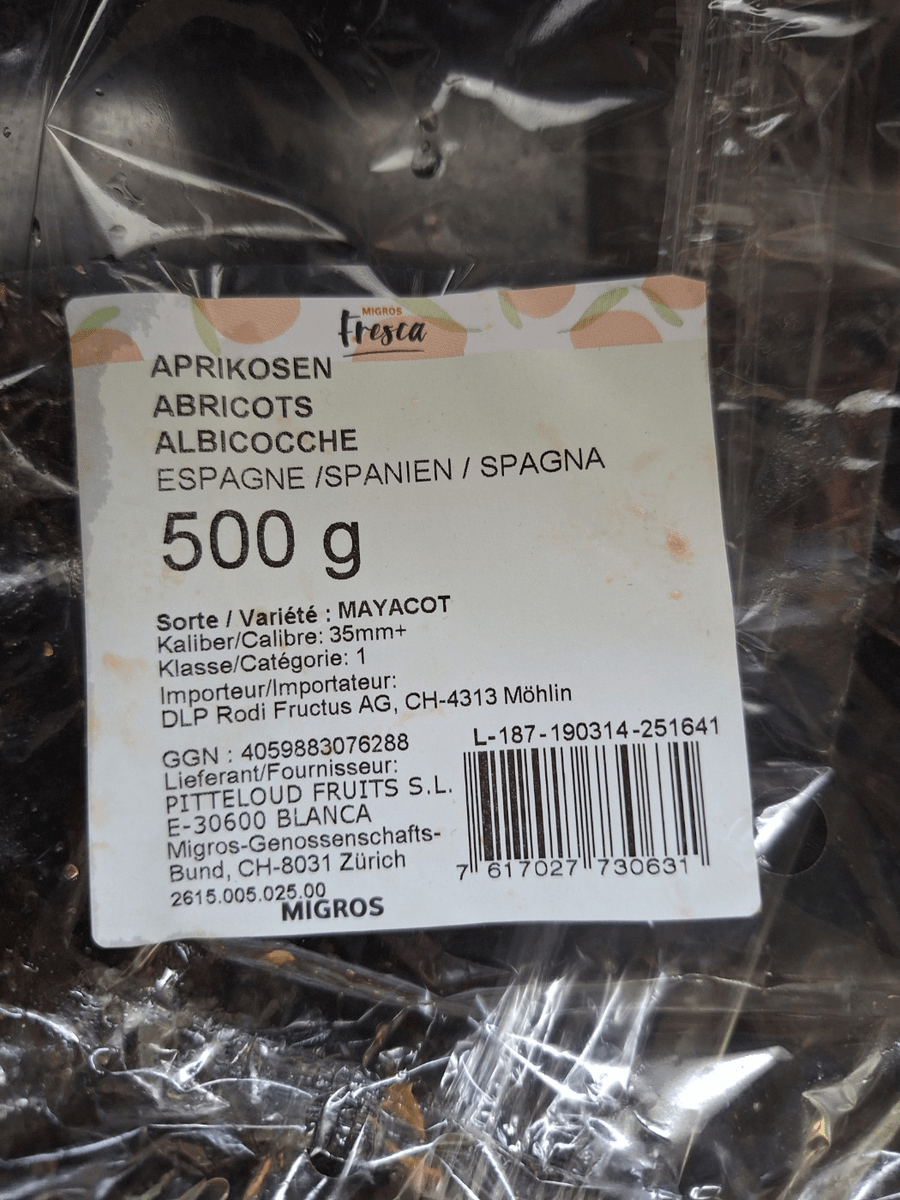 MIGROS
Fresca
APRIKOSEN
ABRICOTS
ALBICOCCHE
ESPAGNE /SPANIEN / SPAGNA
500 g
Sorte / Variété : MAYACOT
Kaliber/Calibre: 35mm+
Klasse/Catégorie: 1
Importeur/Importateur:
DLP Rodi Fructus AG, CH-4313 Möhlin
GGN : 4059883076288
Lieferant/Fournisseur:
PITTELOUD FRUITS S.L.
E-30600 BLANCA
Migros-Genossenschafts-
Bund, CH-8031 Zürich
2615.005.025.00
MIGROS
L-187-190314-251641
7 617027 730631